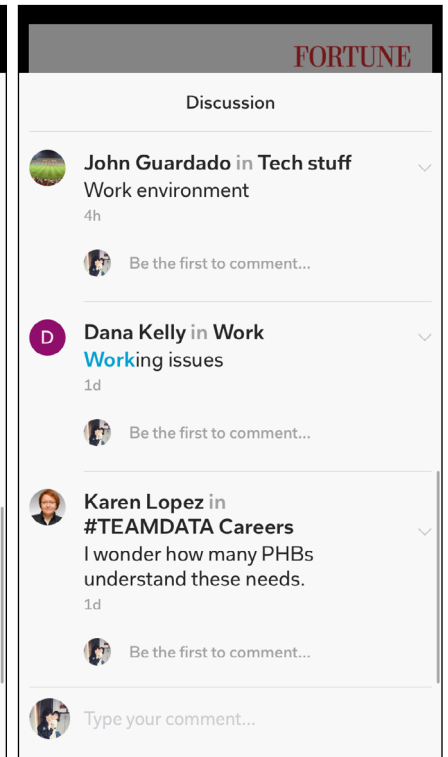 FORTUNE
Discussion
John Guardado in Tech stuff
Work environment
4h
Be the first to comment...
D
Dana Kelly in Work
Working issues
1d
Be the first to comment...
Karen Lopez in
#TEAMDATA Careers
I wonder how many PHBs
understand these needs.
1d
Be the first to comment...
Type your comment...